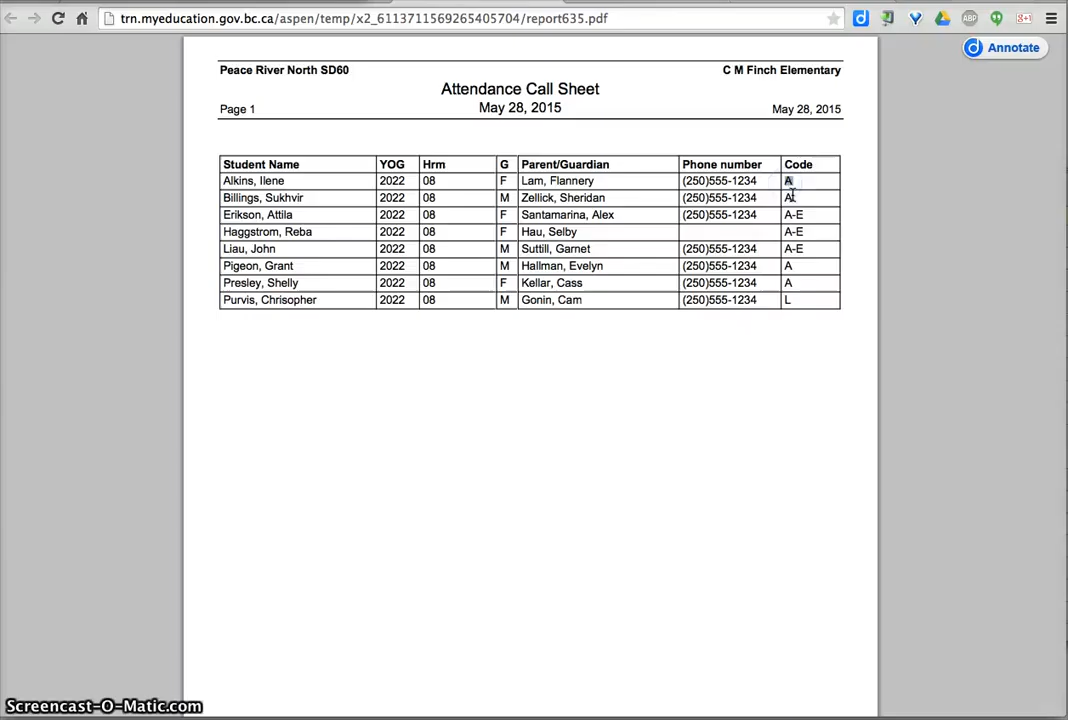 trn.myeducation.gov.bc.ca/aspen/temp/x2_6113711569265405704/report635.pdf
ABP
g+1
d Annotate
Peace River North SD60 C M Finch Elementary
Attendance Call Sheet
May 28, 2015
Page 1 May 28, 2015
Student Name YOG Hrm G Parent/Guardian Phone number Code
Alkins, Ilene 2022 08 F Lam, Flannery (250)555-1234 A
Billings, Sukhvir 2022 08 M Zellick, Sheridan (250)555-1234 A
Erikson, Attila 2022 08 F Santamarina, Alex (250)555-1234 A-E
Haggstrom, Reba 2022 08 F Hau, Selby A-E
Liau, John 2022 08 M Suttill, Garnet (250)555-1234 A-E
Pigeon, Grant 2022 08 M Hallman, Evelyn (250)555-1234 A
Presley, Shelly 2022 08 F Kellar, Cass (250)555-1234 A
Purvis, Chrisopher 2022 08 M Gonin, Cam (250)555-1234 L
Screencast-O-Matic.com